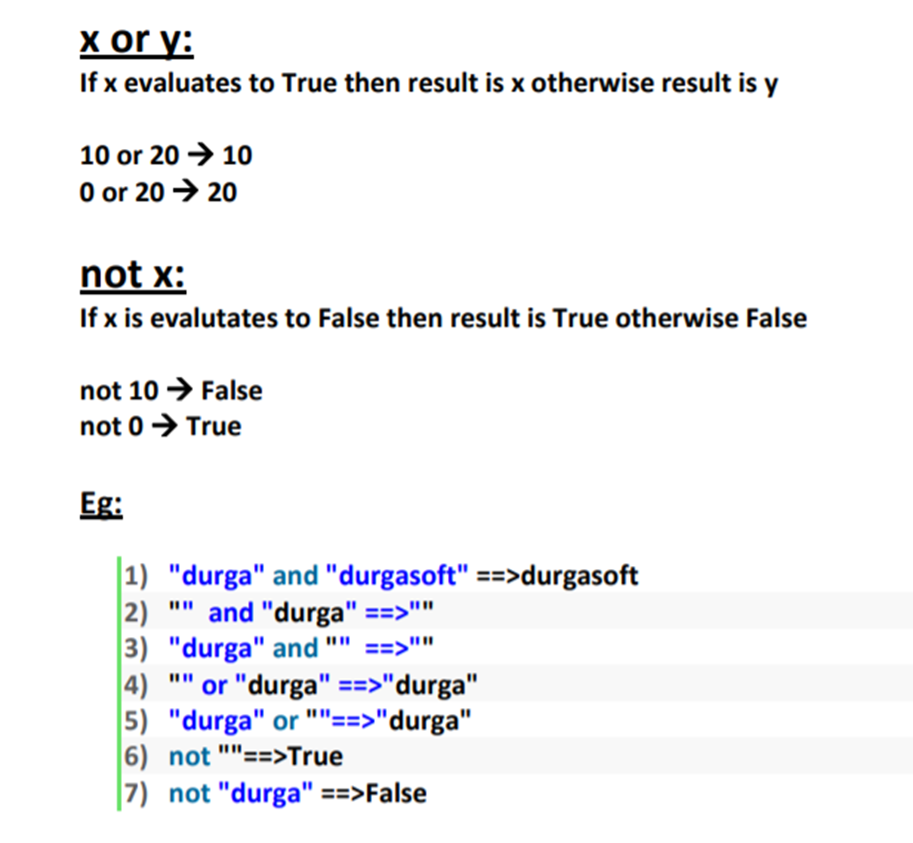 x or y:
If x evaluates to True then result is x otherwise result is y
10 or 20 → 10
0 or 20 → 20
not x:
If x is evalutates to False then result is True otherwise False
not 10 → False
not 0 → True
Eg:
1) "durga" and "durgasoft" ==>durgasoft
2) "" and "durga" ==>""
3) "durga" and "" ==>""
4) "" or "durga" ==>"durga"
5) "durga" or ""==>"durga"
6) not ""==>True
7) not "durga" ==>False